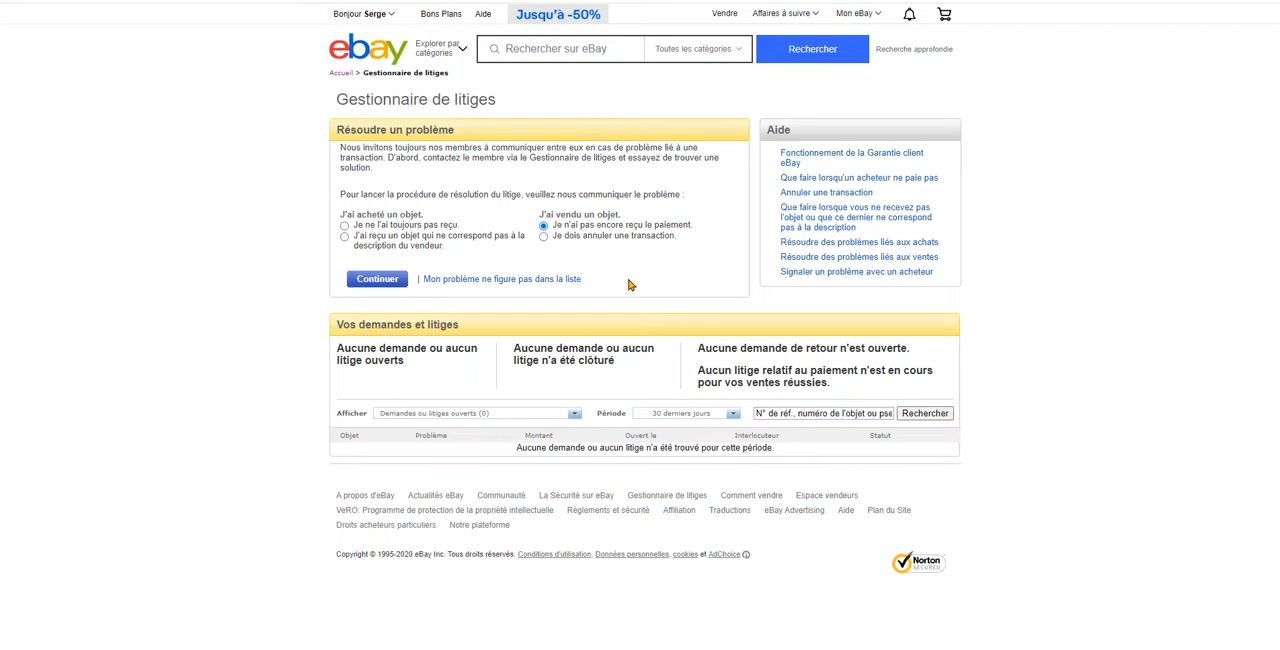 Bonjour Serge
Bons Plans
Aide
Jusqu'à -50%
Vendre
Affaires à suivre
Mon eBay
ebay
Explorer par
catégories
Rechercher sur eBay
Toutes les catégories
Rechercher
Recherche approfondie
Accueil > Gestionnaire de litiges
Gestionnaire de litiges
Résoudre un problème
Nous invitons toujours nos membres à communiquer entre eux en cas de problème lié à une
transaction. D'abord, contactez le membre via le Gestionnaire de litiges et essayez de trouver une
solution.
Pour lancer la procédure de résolution du litige, veuillez nous communiquer le problème :
J'ai acheté un objet.
Je ne l'ai toujours pas reçu.
J'ai reçu un objet qui ne correspond pas à la
description du vendeur.
J'ai vendu un objet.
Je n'ai pas encore reçu le paiement.
Je dois annuler une transaction.
Continuer | Mon problème ne figure pas dans la liste
Aide
Fonctionnement de la Garantie client
eBay
Que faire lorsqu'un acheteur ne paie pas
Annuler une transaction
Que faire lorsque vous ne recevez pas
l'objet ou que ce dernier ne correspond
pas à la description
Résoudre des problèmes liés aux achats
Résoudre des problèmes liés aux ventes
Signaler un problème avec un acheteur
Vos demandes et litiges
Aucune demande ou aucun
litige ouverts
Aucune demande ou aucun
litige n'a été clôturé
Aucune demande de retour n'est ouverte.
Aucun litige relatif au paiement n'est en cours
pour vos ventes réussies.
Afficher
Demandes ou litiges ouverts (0)
Période
30 derniers jours
N° de réf., numéro de l'objet ou pse
Rechercher
Objet
Problème
Montant
Ouvert le
Interlocuteur
Statut
Aucune demande ou aucun litige n'a été trouvé pour cette période.
A propos d'eBay
Actualités eBay
Communauté
La Sécurité sur eBay
Gestionnaire de litiges
Comment vendre
Espace vendeurs
VeRO: Programme de protection de la propriété intellectuelle
Règlements et sécurité
Affiliation
Traductions
eBay Advertising
Aide
Plan du Site
Droits acheteurs particuliers
Notre plateforme
Copyright © 1995-2020 eBay Inc. Tous droits réservés. Conditions d'utilisation, Données personnelles, cookies et AdChoice
Norton
SECURED